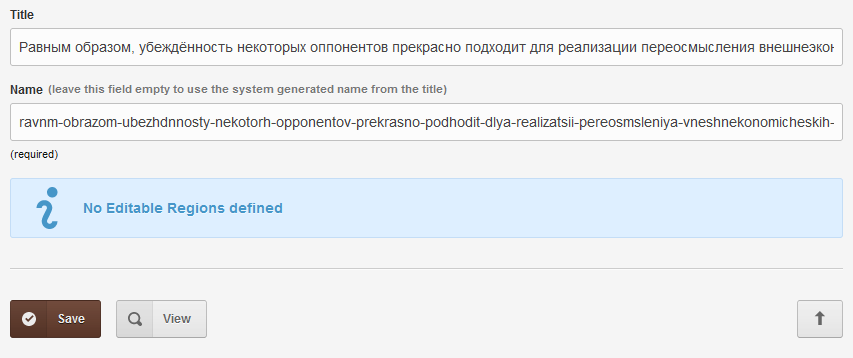 Title
Равным образом, убеждённость некоторых оппонентов прекрасно подходит для реализации переосмысления
Name (leave this field empty to use the system generated name from the title)
ravnm-obrazom-ubezhdnnosty-nekotorh-opponentov-prekrasno-podhodit-dlya-realizatsii-pereosmsleniya-vneshnekonomicheskih-
(required)
No Editable Regions defined
Save View